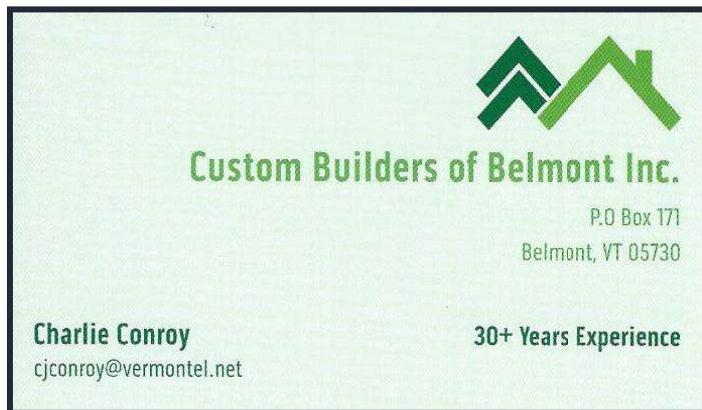 Custom Builders of Belmont Inc.
P.O Box 171
Belmont, VT 05730
Charlie Conroy
30+ Years Experience
cjconroy@vermontel.net